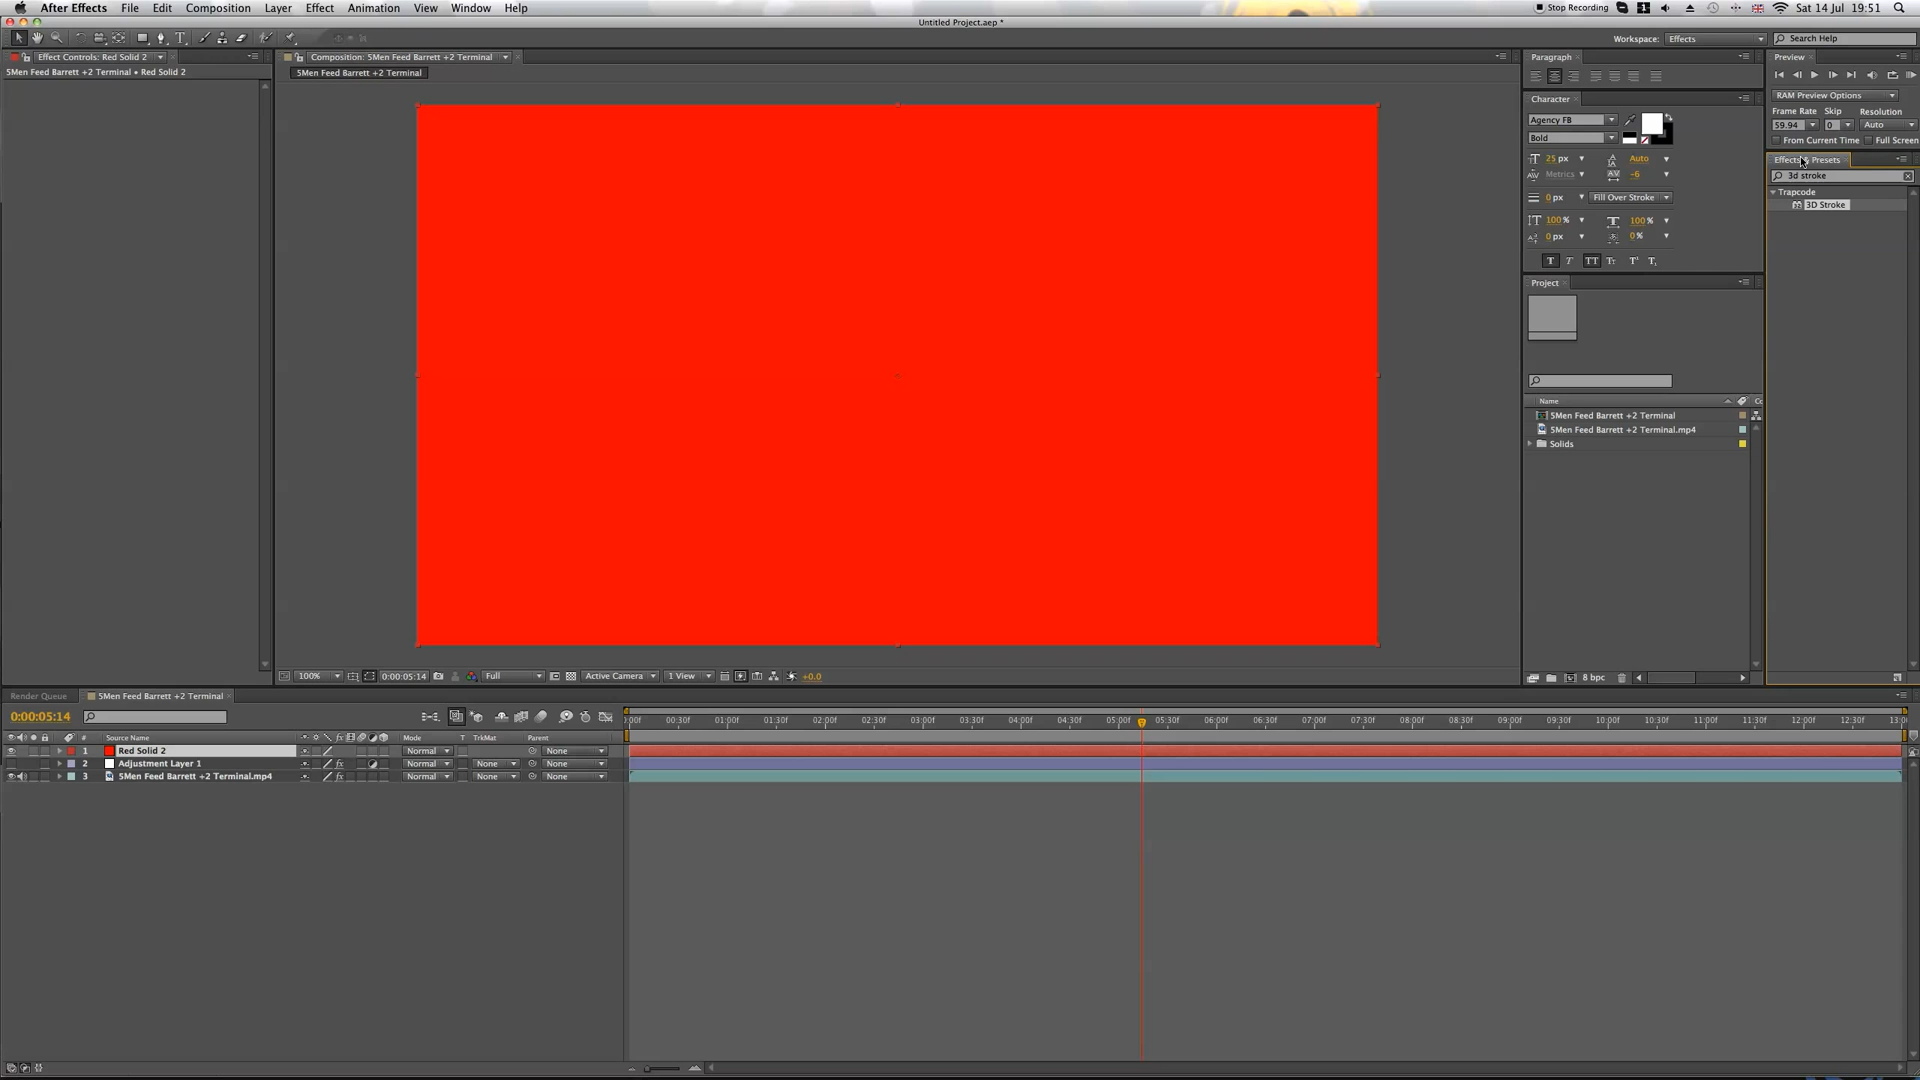 After Effects File Edit Composition Layer Effect Animation View Window Help
Stop Recording Sat 14 Jul 19:51
Untitled Project.aep *
Workspace: Effects Search Help
Effect Controls: Red Solid 2
5Men Feed Barrett +2 Terminal • Red Solid 2
Composition: 5Men Feed Barrett +2 Terminal
5Men Feed Barrett +2 Terminal
Paragraph
Character
Agency FB
Bold
25 px Auto
Metrics -6
0 px Fill Over Stroke
100 % 100 %
0 px 0 %
T T TT Tr T¹ T₁
Project
Name
5Men Feed Barrett +2 Terminal
5Men Feed Barrett +2 Terminal.mp4
Solids
8 bpc
Preview
RAM Preview Options
Frame Rate Skip Resolution
59.94 0 Auto
From Current Time Full Screen
Effects & Presets
3d stroke
Trapcode
3D Stroke
100% 0:00:05:14 Full Active Camera 1 View +0.0
Render Queue 5Men Feed Barrett +2 Terminal
0:00:05:14
:00f 00:30f 01:00f 01:30f 02:00f 02:30f 03:00f 03:30f 04:00f 04:30f 05:00f 05:30f 06:00f 06:30f 07:00f 07:30f 08:00f 08:30f 09:00f 09:30f 10:00f 10:30f 11:00f 11:30f 12:00f 12:30f 13:00
# Source Name Mode T TrkMat Parent
1 Red Solid 2 Normal None
2 Adjustment Layer 1 Normal None None
3 5Men Feed Barrett +2 Terminal.mp4 Normal None None